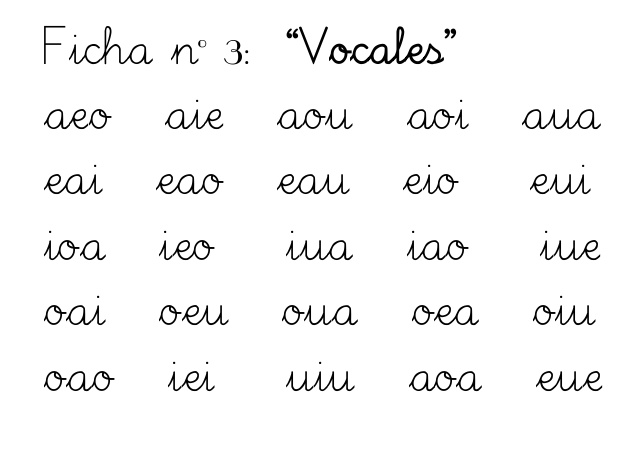 Ficha nº 3: “Vocales”
aeo aie aou aoi aua
eai eao eau eio eui
ioa ieo iua iao iue
oai oeu oua oea oiu
oao iei uiu aoa eue